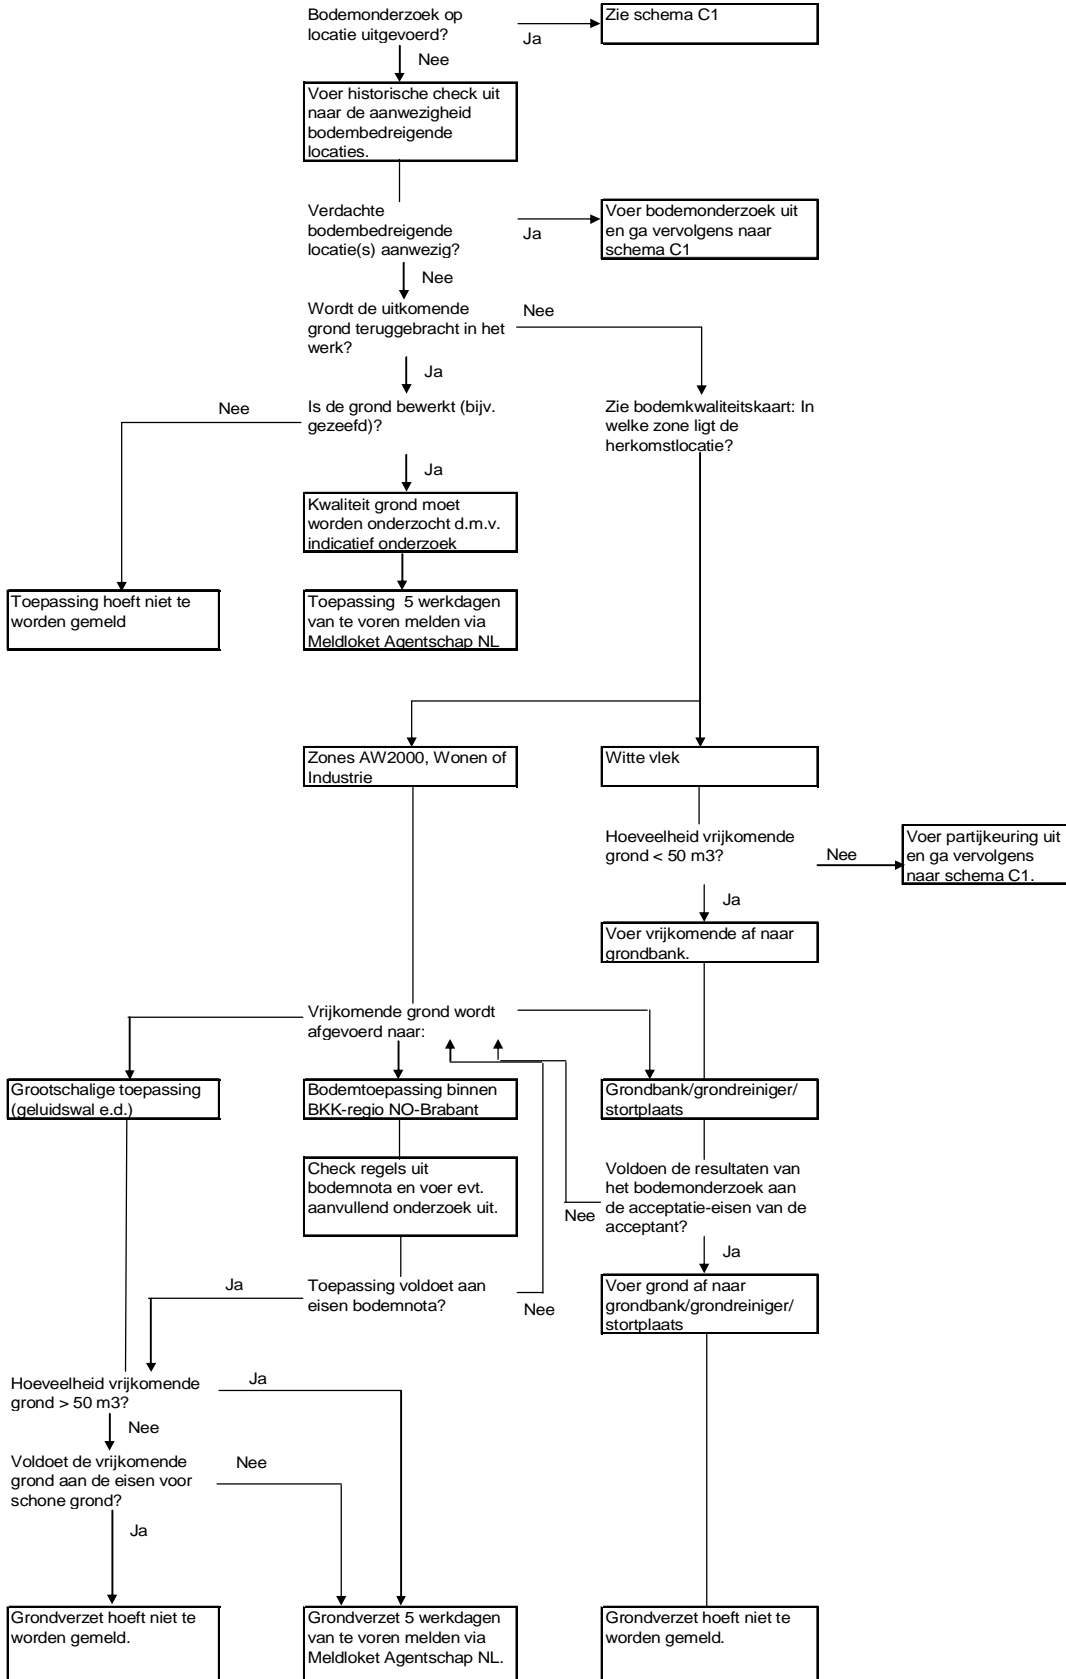 Bodemonderzoek op
locatie uitgevoerd?
Ja
Zie schema C1
Nee
Voer historische check uit
naar de aanwezigheid
bodembedreigende
locaties.
Verdachte
bodembedreigende
locatie(s) aanwezig?
Ja
Voer bodemonderzoek uit
en ga vervolgens naar
schema C1
Nee
Wordt de uitkomende
grond teruggebracht in het
werk?
Nee
Ja
Nee
Is de grond bewerkt (bijv.
gezeefd)?
Zie bodemkwaliteitskaart: In
welke zone ligt de
herkomstlocatie?
Ja
Kwaliteit grond moet
worden onderzocht d.m.v.
indicatief onderzoek
Toepassing hoeft niet te
worden gemeld
Toepassing 5 werkdagen
van te voren melden via
Meldloket Agentschap NL
Zones AW2000, Wonen of
Industrie
Witte vlek
Hoeveelheid vrijkomende
grond < 50 m3?
Nee
Voer partijkeuring uit
en ga vervolgens
naar schema C1.
Ja
Voer vrijkomende af naar
grondbank.
Vrijkomende grond wordt
afgevoerd naar:
Grootschalige toepassing
(geluidswal e.d.)
Bodemtoepassing binnen
BKK-regio NO-Brabant
Grondbank/grondreiniger/
stortplaats
Check regels uit
bodemnota en voer evt.
aanvullend onderzoek uit.
Voldoen de resultaten van
het bodemonderzoek aan
de acceptatie-eisen van de
acceptant?
Nee
Ja
Ja
Toepassing voldoet aan
eisen bodemnota?
Nee
Voer grond af naar
grondbank/grondreiniger/
stortplaats
Hoeveelheid vrijkomende
grond > 50 m3?
Ja
Nee
Voldoet de vrijkomende
grond aan de eisen voor
schone grond?
Nee
Ja
Grondverzet hoeft niet te
worden gemeld.
Grondverzet 5 werkdagen
van te voren melden via
Meldloket Agentschap NL.
Grondverzet hoeft niet te
worden gemeld.